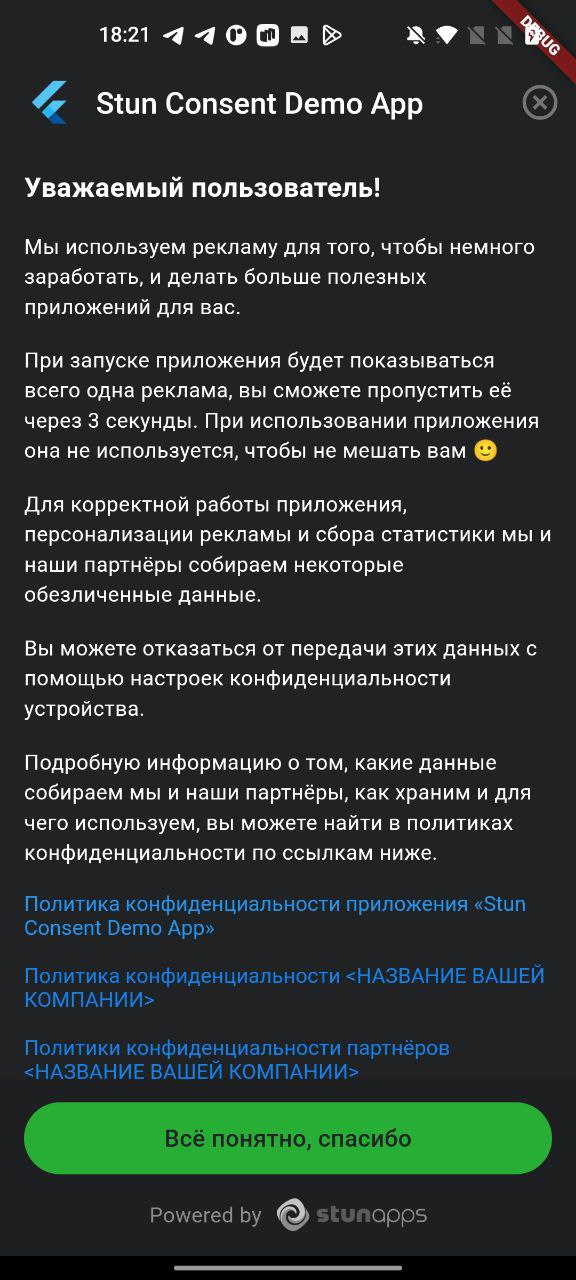 18:21
DEBUG
Stun Consent Demo App
Уважаемый пользователь!
Мы используем рекламу для того, чтобы немного
заработать, и делать больше полезных
приложений для вас.
При запуске приложения будет показываться
всего одна реклама, вы сможете пропустить её
через 3 секунды. При использовании приложения
она не используется, чтобы не мешать вам 🙂
Для корректной работы приложения,
персонализации рекламы и сбора статистики мы и
наши партнёры собираем некоторые
обезличенные данные.
Вы можете отказаться от передачи этих данных с
помощью настроек конфиденциальности
устройства.
Подробную информацию о том, какие данные
собираем мы и наши партнёры, как храним и для
чего используем, вы можете найти в политиках
конфиденциальности по ссылкам ниже.
Политика конфиденциальности приложения «Stun
Consent Demo App»
Политика конфиденциальности <НАЗВАНИЕ ВАШЕЙ
КОМПАНИИ>
Политики конфиденциальности партнёров
<НАЗВАНИЕ ВАШЕЙ КОМПАНИИ>
Всё понятно, спасибо
Powered by stunapps